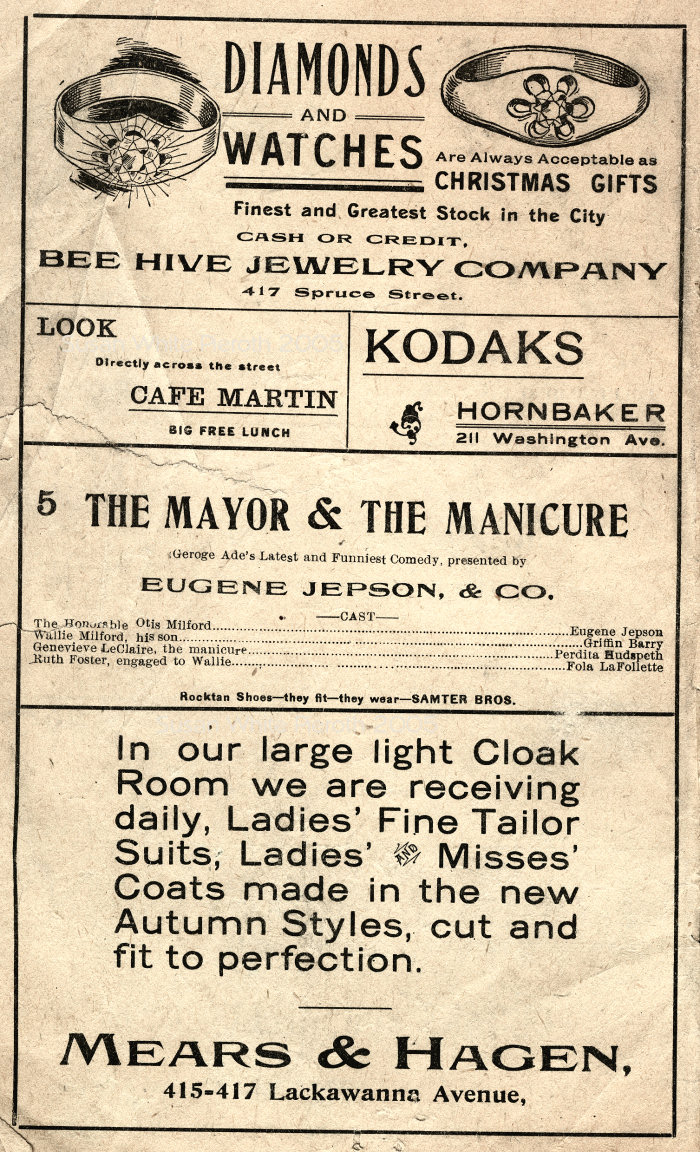 DIAMONDS
AND
WATCHES
Are Always Acceptable as
CHRISTMAS GIFTS
Finest and Greatest Stock in the City
CASH OR CREDIT,
BEE HIVE JEWELRY COMPANY
417 Spruce Street.
LOOK
Directly across the street
CAFE MARTIN
BIG FREE LUNCH
KODAKS
HORNBAKER
211 Washington Ave.
5 THE MAYOR & THE MANICURE
Geroge Ade's Latest and Funniest Comedy, presented by
EUGENE JEPSON, & CO.
—CAST—
The Honorable Otis Milford........Eugene Jepson
Wallie Milford, his son........Griffin Barry
Genevieve LeClaire, the manicure........Perdita Hudspeth
Ruth Foster, engaged to Wallie........Fola LaFollette
Rocktan Shoes—they fit—they wear—SAMTER BROS.
In our large light Cloak
Room we are receiving
daily, Ladies' Fine Tailor
Suits, Ladies' AND Misses'
Coats made in the new
Autumn Styles, cut and
fit to perfection.
MEARS & HAGEN,
415-417 Lackawanna Avenue,